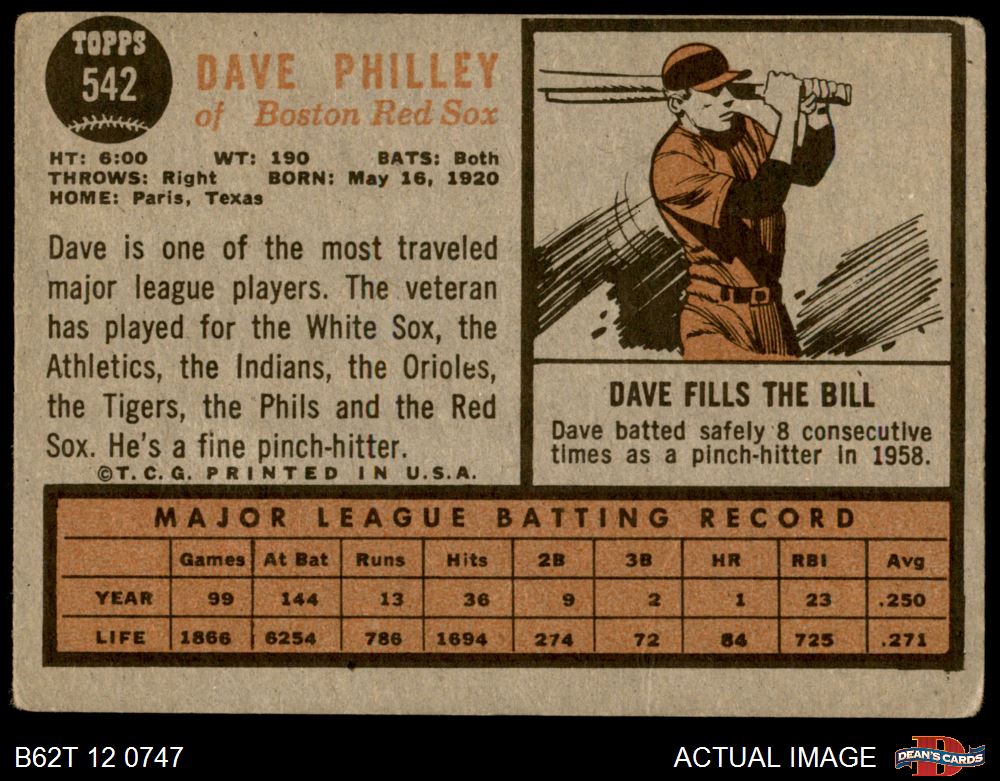 TOPPS
542
DAVE PHILLEY
of Boston Red Sox
HT: 6:00 WT: 190 BATS: Both
THROWS: Right BORN: May 16, 1920
HOME: Paris, Texas
Dave is one of the most traveled
major league players. The veteran
has played for the White Sox, the
Athletics, the Indians, the Orioles,
the Tigers, the Phils and the Red
Sox. He's a fine pinch-hitter.
©T.C.G. PRINTED IN U.S.A.
DAVE FILLS THE BILL
Dave batted safely 8 consecutive
times as a pinch-hitter in 1958.
MAJOR LEAGUE BATTING RECORD
Games At Bat Runs Hits 2B 3B HR RBI Avg
YEAR 99 144 13 36 9 2 1 23 .250
LIFE 1866 6254 786 1694 274 72 84 725 .271
B62T 12 0747
ACTUAL IMAGE
D
DEAN'S CARDS